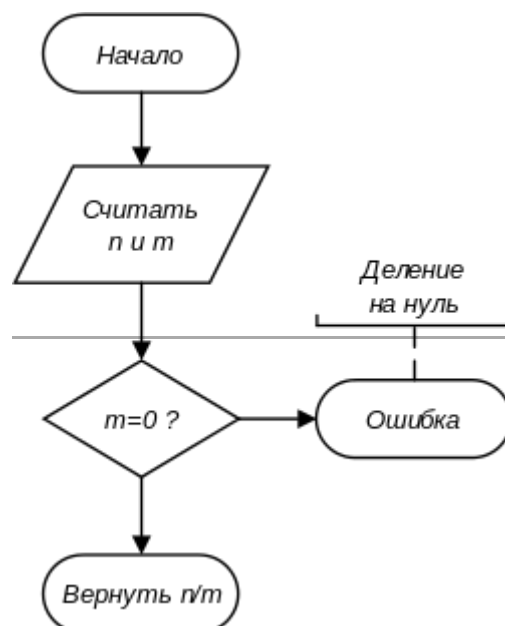 Начало
Считать
n и m
Деление
на нуль
m=0 ?
Ошибка
Вернуть n/m